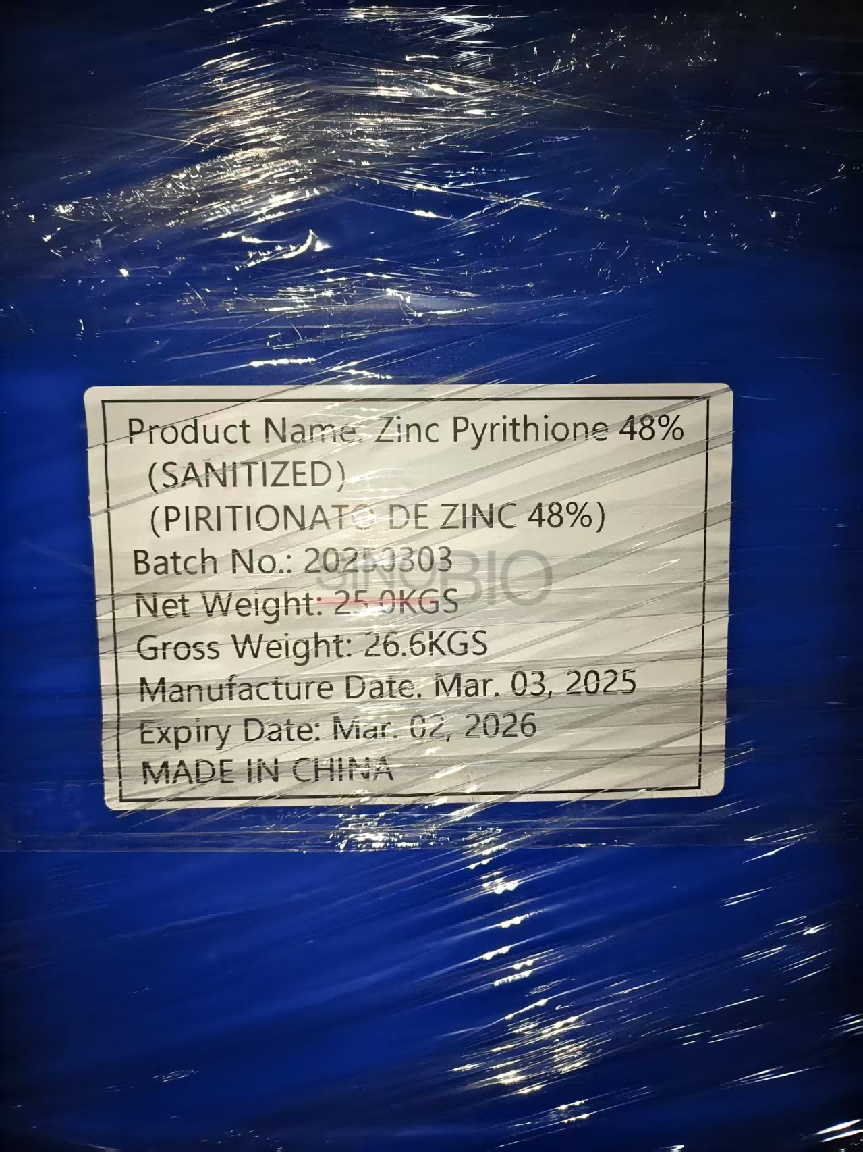 Product Name: Zinc Pyrithione 48%
(SANITIZED)
(PIRITIONATO DE ZINC 48%)
Batch No.: 20250303
SINOBIO
Net Weight: 25.0KGS
Gross Weight: 26.6KGS
Manufacture Date: Mar. 03, 2025
Expiry Date: Mar. 02, 2026
MADE IN CHINA